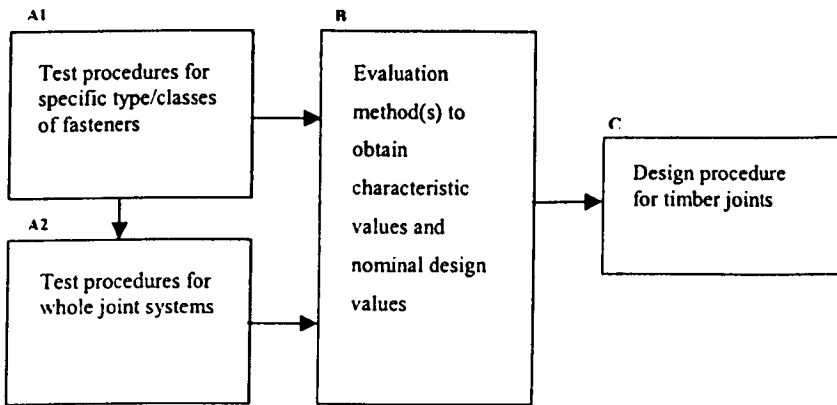 A1
Test procedures for
specific type/classes
of fasteners
A2
Test procedures for
whole joint systems
B
Evaluation
method(s) to
obtain
characteristic
values and
nominal design
values
C
Design procedure
for timber joints